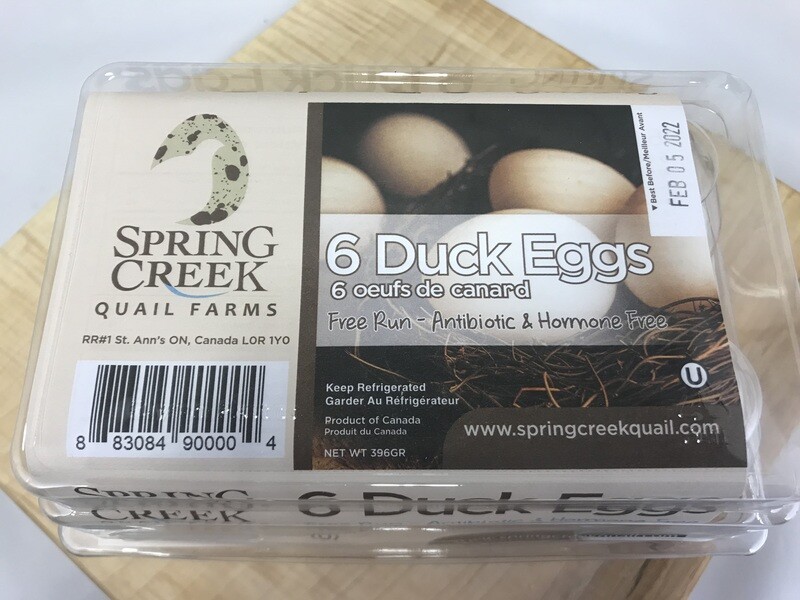 SPRING
CREEK
QUAIL FARMS
RR#1 St. Ann's ON, Canada L0R 1Y0
8 83084 90000 4
6 Duck Eggs
6 oeufs de canard
Free Run - Antibiotic & Hormone Free
Keep Refrigerated
Garder Au Réfrigérateur
Product of Canada
Produit du Canada
NET WT 396GR
U
www.springcreekquail.com
▼Best Before/Meilleur Avant
FEB 05 2022
SPRING
CREEK
6 Duck Eggs